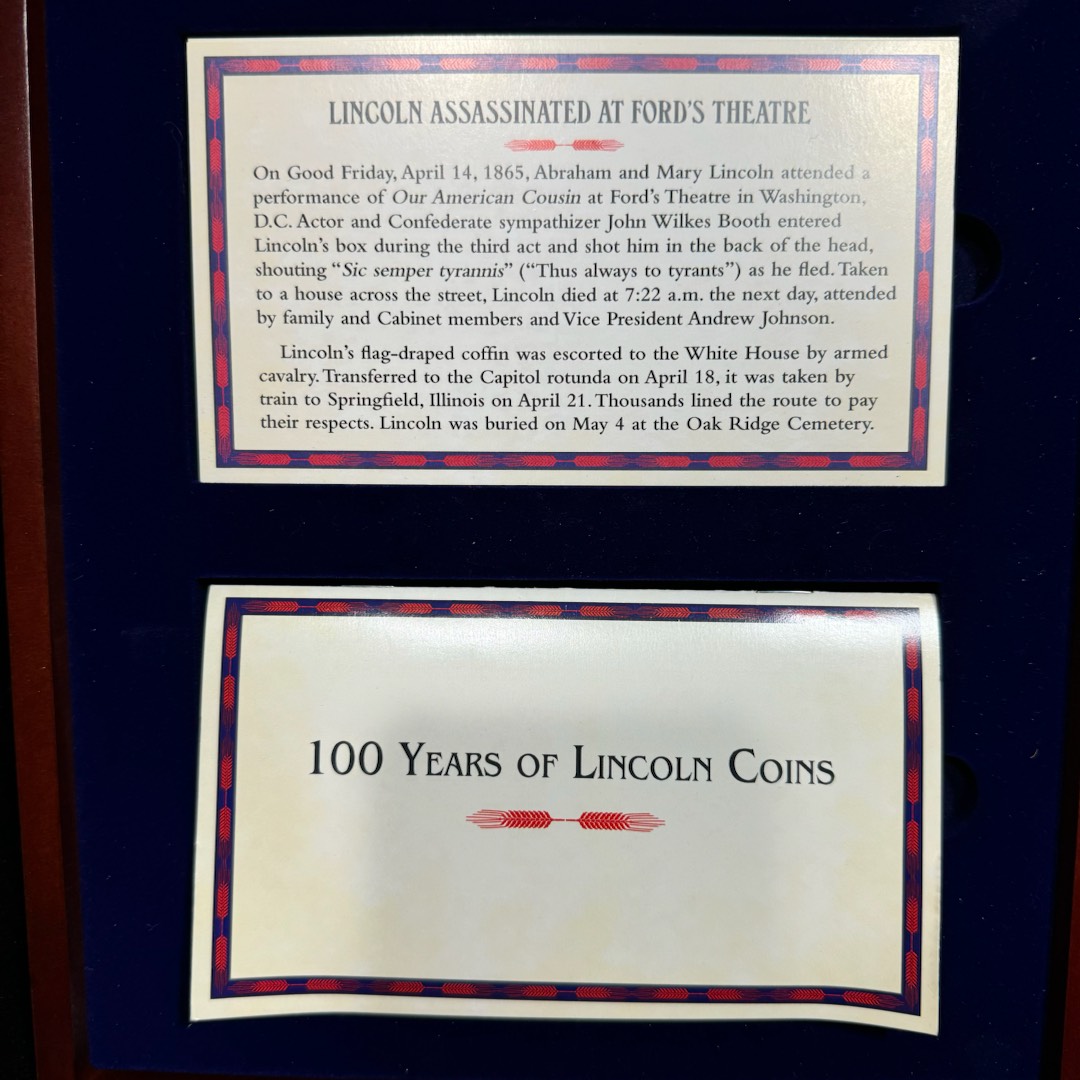 LINCOLN ASSASSINATED AT FORD'S THEATRE
On Good Friday, April 14, 1865, Abraham and Mary Lincoln attended a
performance of Our American Cousin at Ford's Theatre in Washington,
D.C. Actor and Confederate sympathizer John Wilkes Booth entered
Lincoln's box during the third act and shot him in the back of the head,
shouting "Sic semper tyrannis" ("Thus always to tyrants") as he fled. Taken
to a house across the street, Lincoln died at 7:22 a.m. the next day, attended
by family and Cabinet members and Vice President Andrew Johnson.
Lincoln's flag-draped coffin was escorted to the White House by armed
cavalry. Transferred to the Capitol rotunda on April 18, it was taken by
train to Springfield, Illinois on April 21. Thousands lined the route to pay
their respects. Lincoln was buried on May 4 at the Oak Ridge Cemetery.
100 YEARS OF LINCOLN COINS